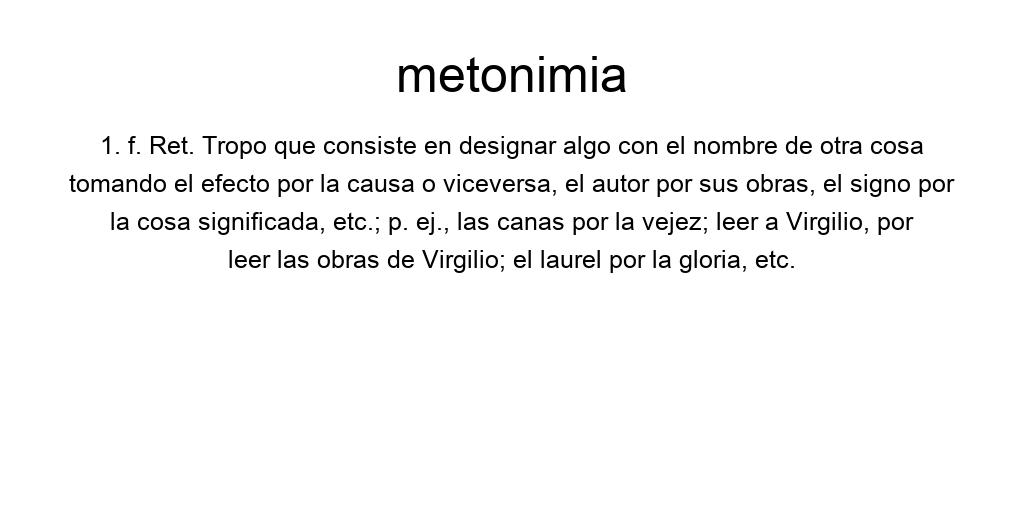 metonimia
1. f. Ret. Tropo que consiste en designar algo con el nombre de otra cosa
tomando el efecto por la causa o viceversa, el autor por sus obras, el signo por
la cosa significada, etc.; p. ej., las canas por la vejez; leer a Virgilio, por
leer las obras de Virgilio; el laurel por la gloria, etc.